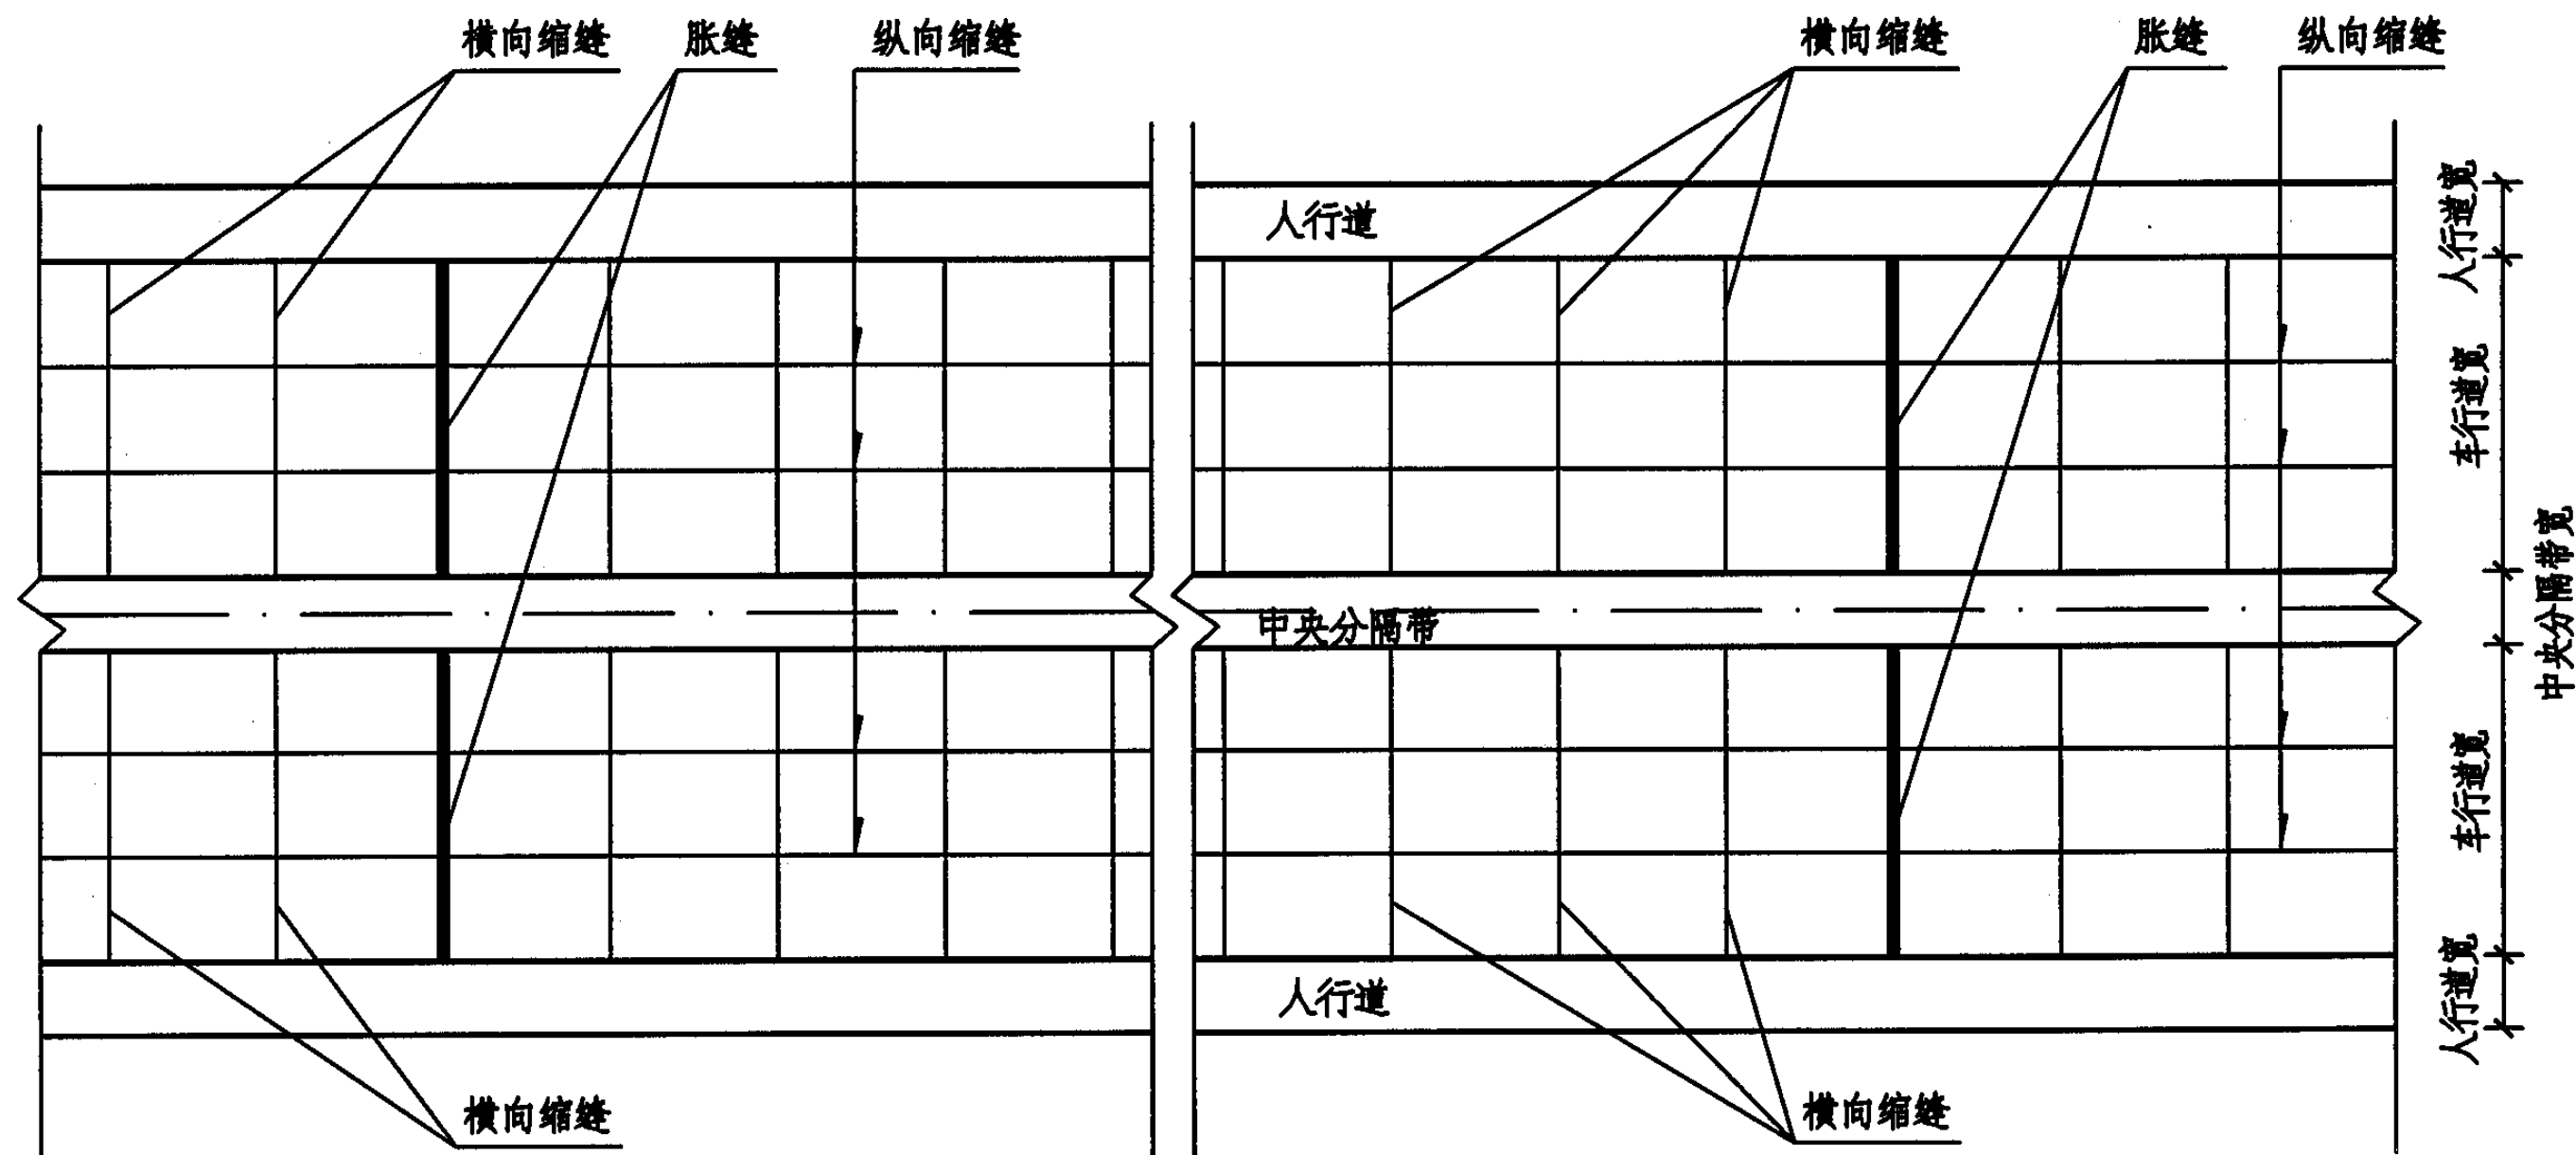 横向缩缝
胀缝
纵向缩缝
横向缩缝
胀缝
纵向缩缝
人行道
人行道宽
车行道宽
中央分隔带
中央分隔带宽
车行道宽
人行道
人行道宽
横向缩缝
横向缩缝